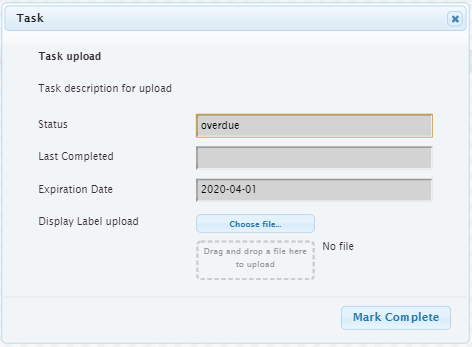 Task
Task upload
Task description for upload
Status
overdue
Last Completed
Expiration Date
2020-04-01
Display Label upload
Choose file...
Drag and drop a file here
to upload
No file
Mark Complete